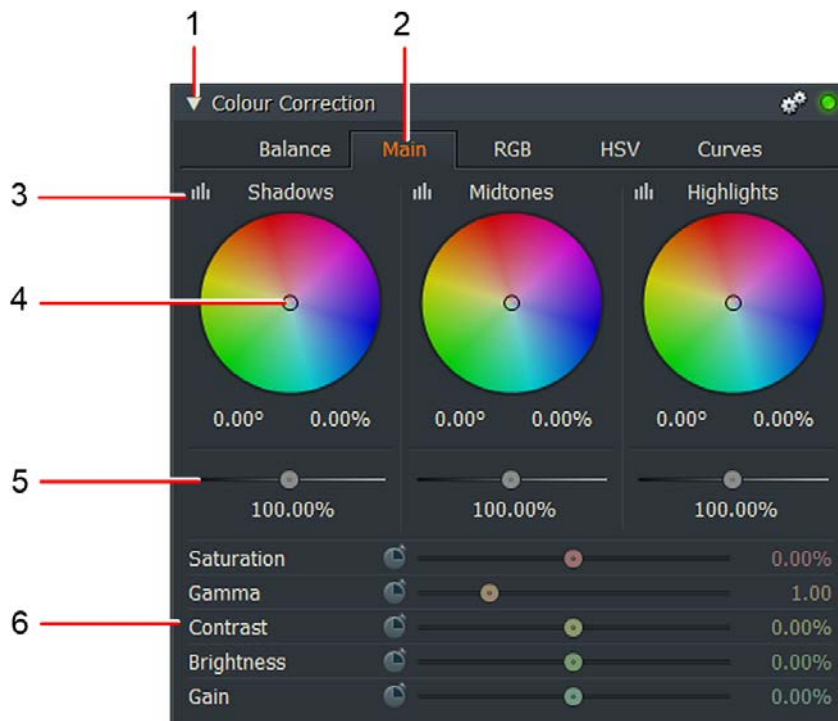 1 2
Colour Correction
Balance Main RGB HSV Curves
3 Shadows Midtones Highlights
4
0.00° 0.00% 0.00° 0.00% 0.00° 0.00%
5
100.00% 100.00% 100.00%
Saturation 0.00%
Gamma 1.00
6 Contrast 0.00%
Brightness 0.00%
Gain 0.00%